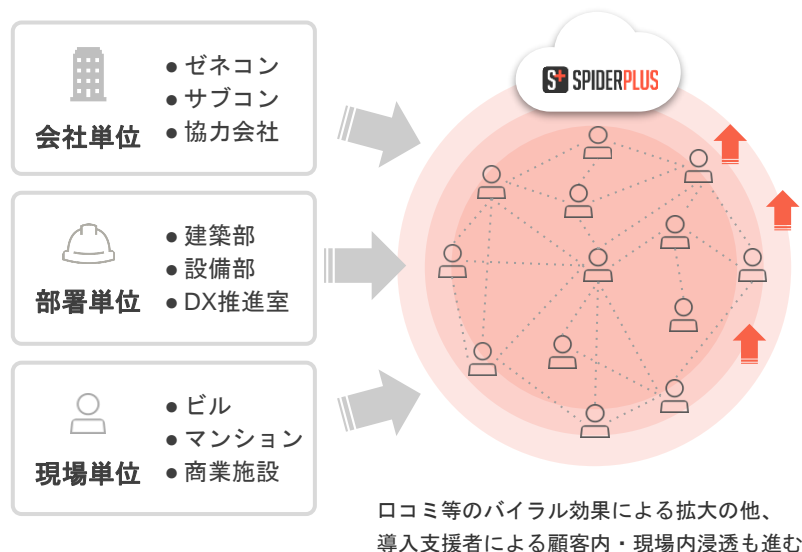 会社単位
● ゼネコン
● サブコン
● 協力会社
部署単位
● 建築部
● 設備部
● DX推進室
現場単位
● ビル
● マンション
● 商業施設
S+ SPIDERPLUS
口コミ等のバイラル効果による拡大の他、
導入支援者による顧客内・現場内浸透も進む